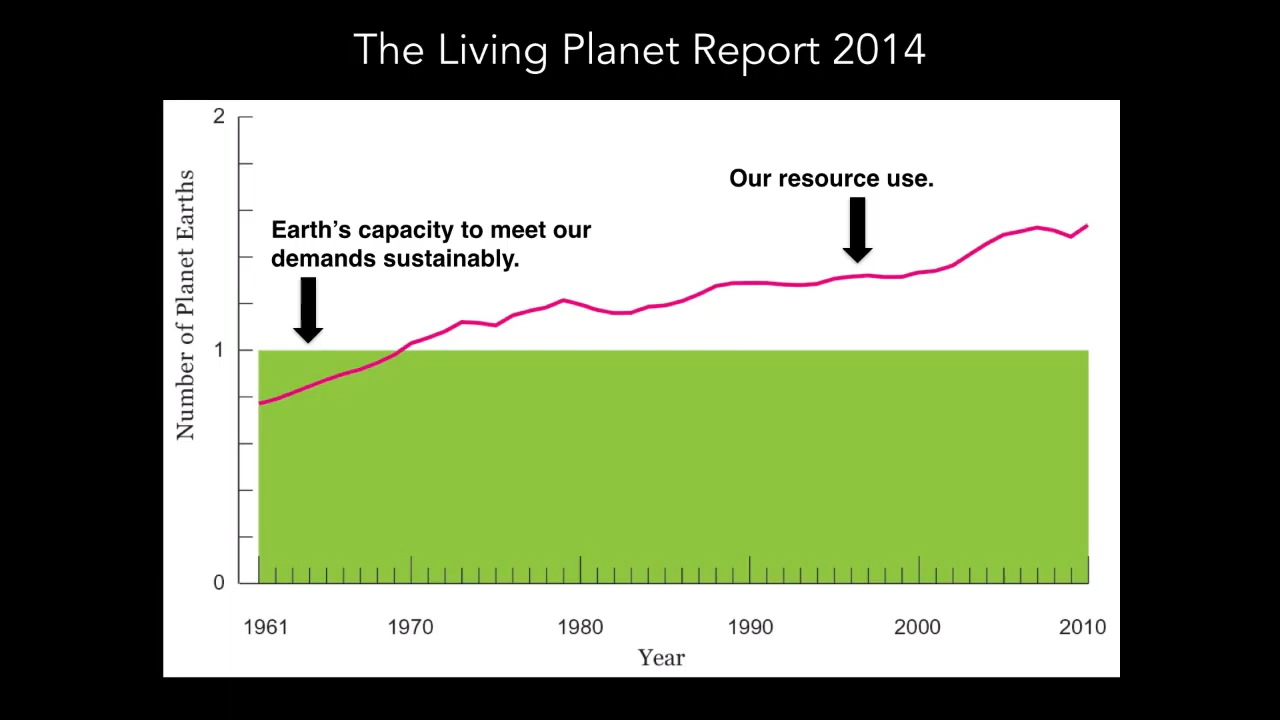 The Living Planet Report 2014
2
Our resource use.
Earth's capacity to meet our
demands sustainably.
Number of Planet Earths
1
0
1961 1970 1980 1990 2000 2010
Year